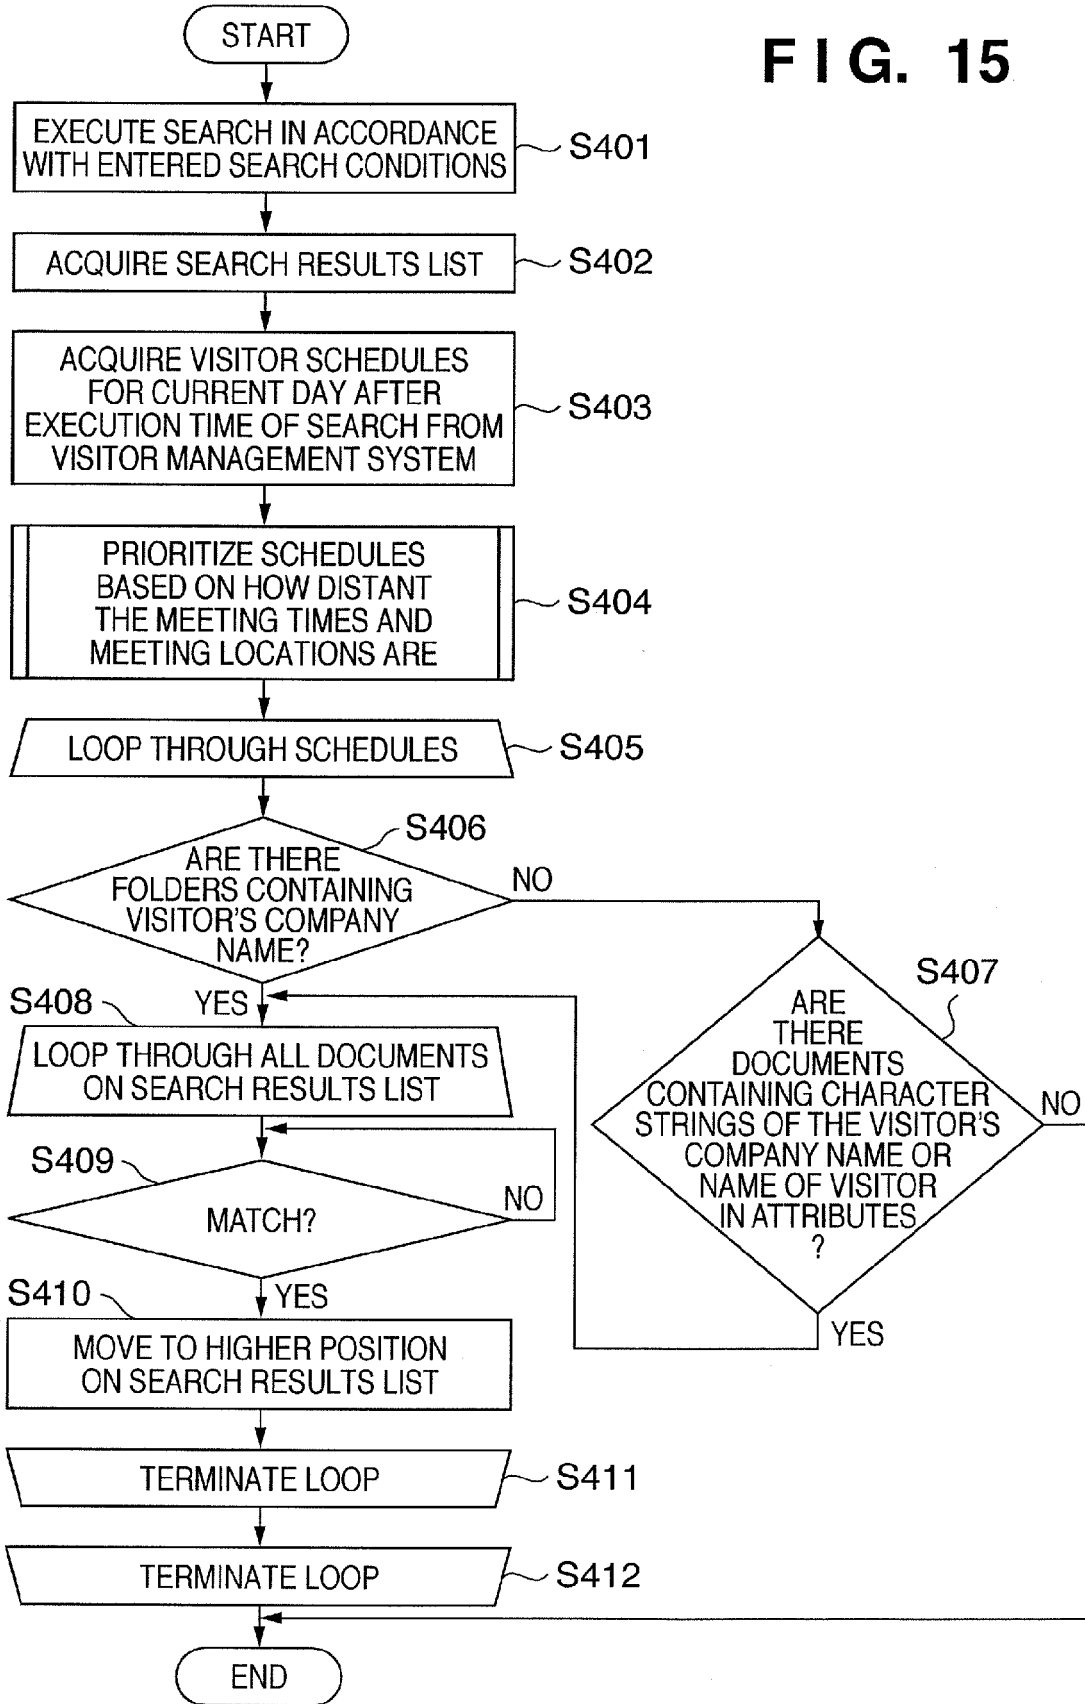 START
F I G. 15
EXECUTE SEARCH IN ACCORDANCE
WITH ENTERED SEARCH CONDITIONS
S401
ACQUIRE SEARCH RESULTS LIST
S402
ACQUIRE VISITOR SCHEDULES
FOR CURRENT DAY AFTER
EXECUTION TIME OF SEARCH FROM
VISITOR MANAGEMENT SYSTEM
S403
PRIORITIZE SCHEDULES
BASED ON HOW DISTANT
THE MEETING TIMES AND
MEETING LOCATIONS ARE
S404
LOOP THROUGH SCHEDULES
S405
S406
ARE THERE
FOLDERS CONTAINING
VISITOR'S COMPANY
NAME?
NO
YES
S407
ARE
THERE
DOCUMENTS
CONTAINING CHARACTER
STRINGS OF THE VISITOR'S
COMPANY NAME OR
NAME OF VISITOR
IN ATTRIBUTES
?
NO
YES
S408
LOOP THROUGH ALL DOCUMENTS
ON SEARCH RESULTS LIST
S409
MATCH?
NO
YES
S410
MOVE TO HIGHER POSITION
ON SEARCH RESULTS LIST
TERMINATE LOOP
S411
TERMINATE LOOP
S412
END